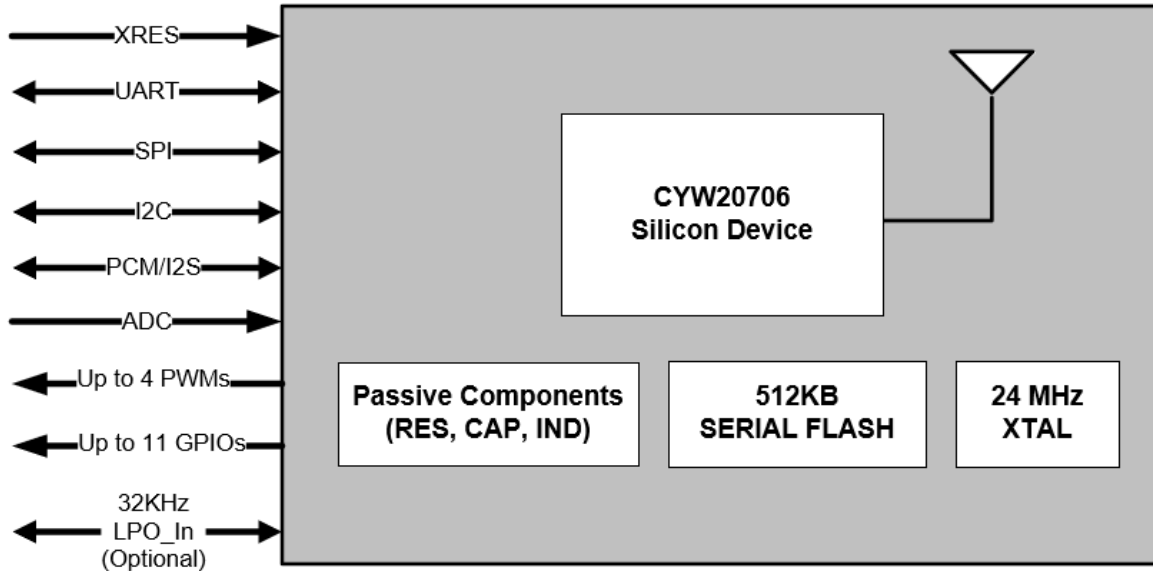 XRES
UART
SPI
I2C
PCM/I2S
ADC
Up to 4 PWMs
Up to 11 GPIOs
32KHz
LPO_In
(Optional)
CYW20706
Silicon Device
Passive Components
(RES, CAP, IND)
512KB
SERIAL FLASH
24 MHz
XTAL